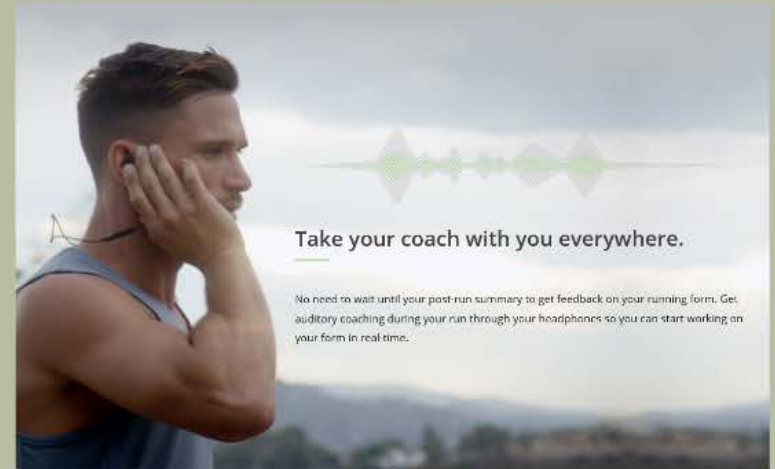 Take your coach with you everywhere.
No need to wait until your post-run summary to get feedback on your running form. Get
auditory coaching during your run through your headphones so you can start working on
your form in real-time.